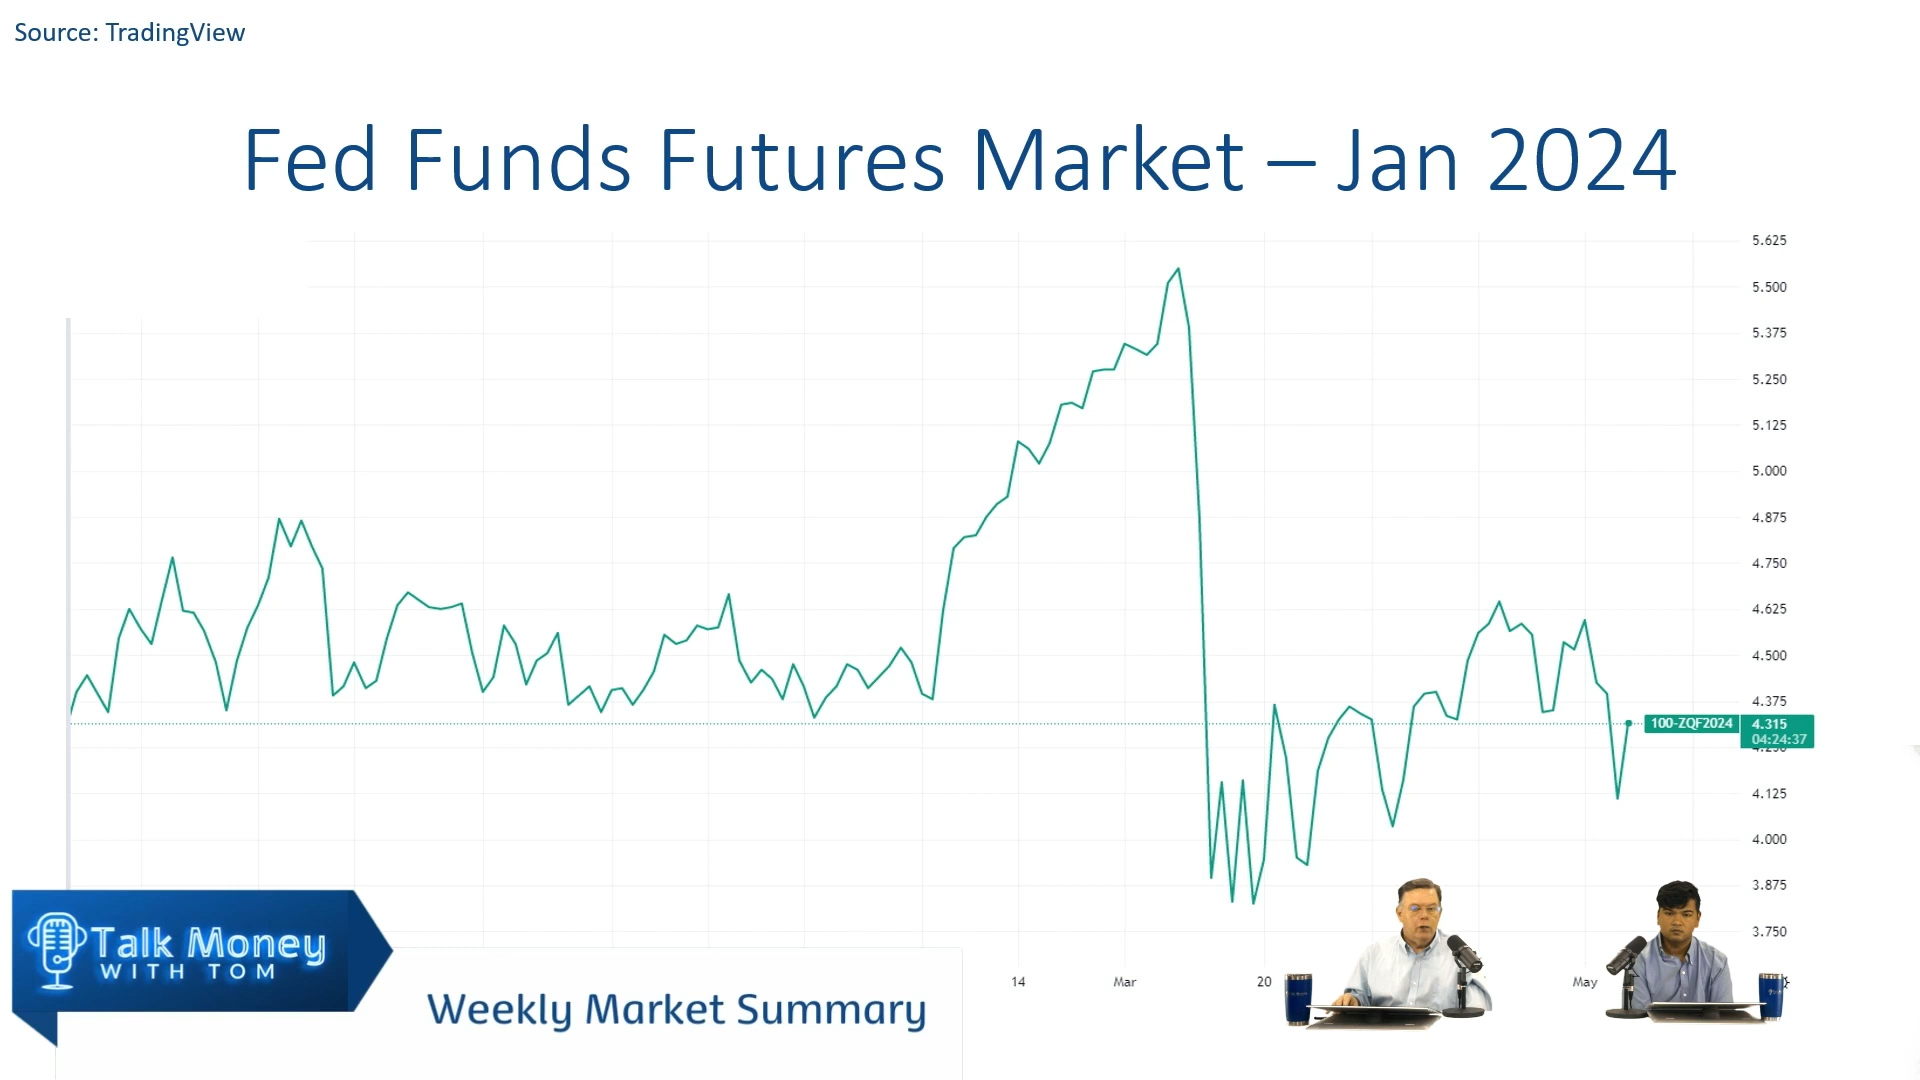 Source: TradingView
Fed Funds Futures Market – Jan 2024
5.625
5.500
5.375
5.250
5.125
5.000
4.875
4.750
4.625
4.500
4.375
100-ZQF2024
4.315
04:24:37
4.250
4.125
4.000
3.875
3.750
14
Mar
20
May
Talk Money
WITH TOM
Weekly Market Summary